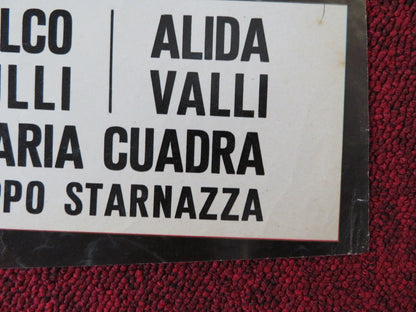 LCO | ALIDA
LLI | VALLI
ARIA CUADRA
PPO STARNAZZA